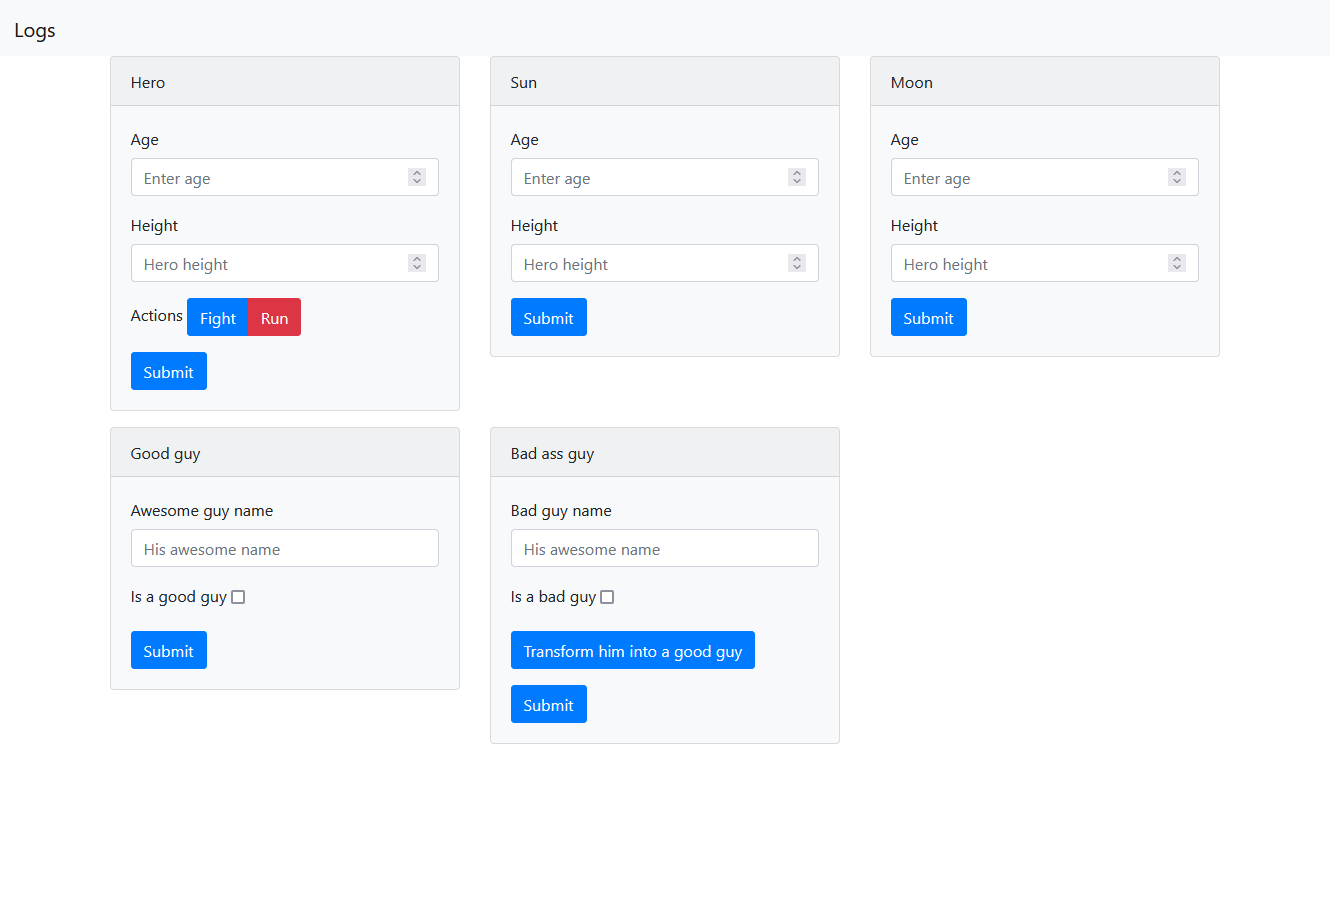 Logs
Hero
Age
Enter age
Height
Hero height
Actions Fight Run
Submit
Sun
Age
Enter age
Height
Hero height
Submit
Moon
Age
Enter age
Height
Hero height
Submit
Good guy
Awesome guy name
His awesome name
Is a good guy
Submit
Bad ass guy
Bad guy name
His awesome name
Is a bad guy
Transform him into a good guy
Submit